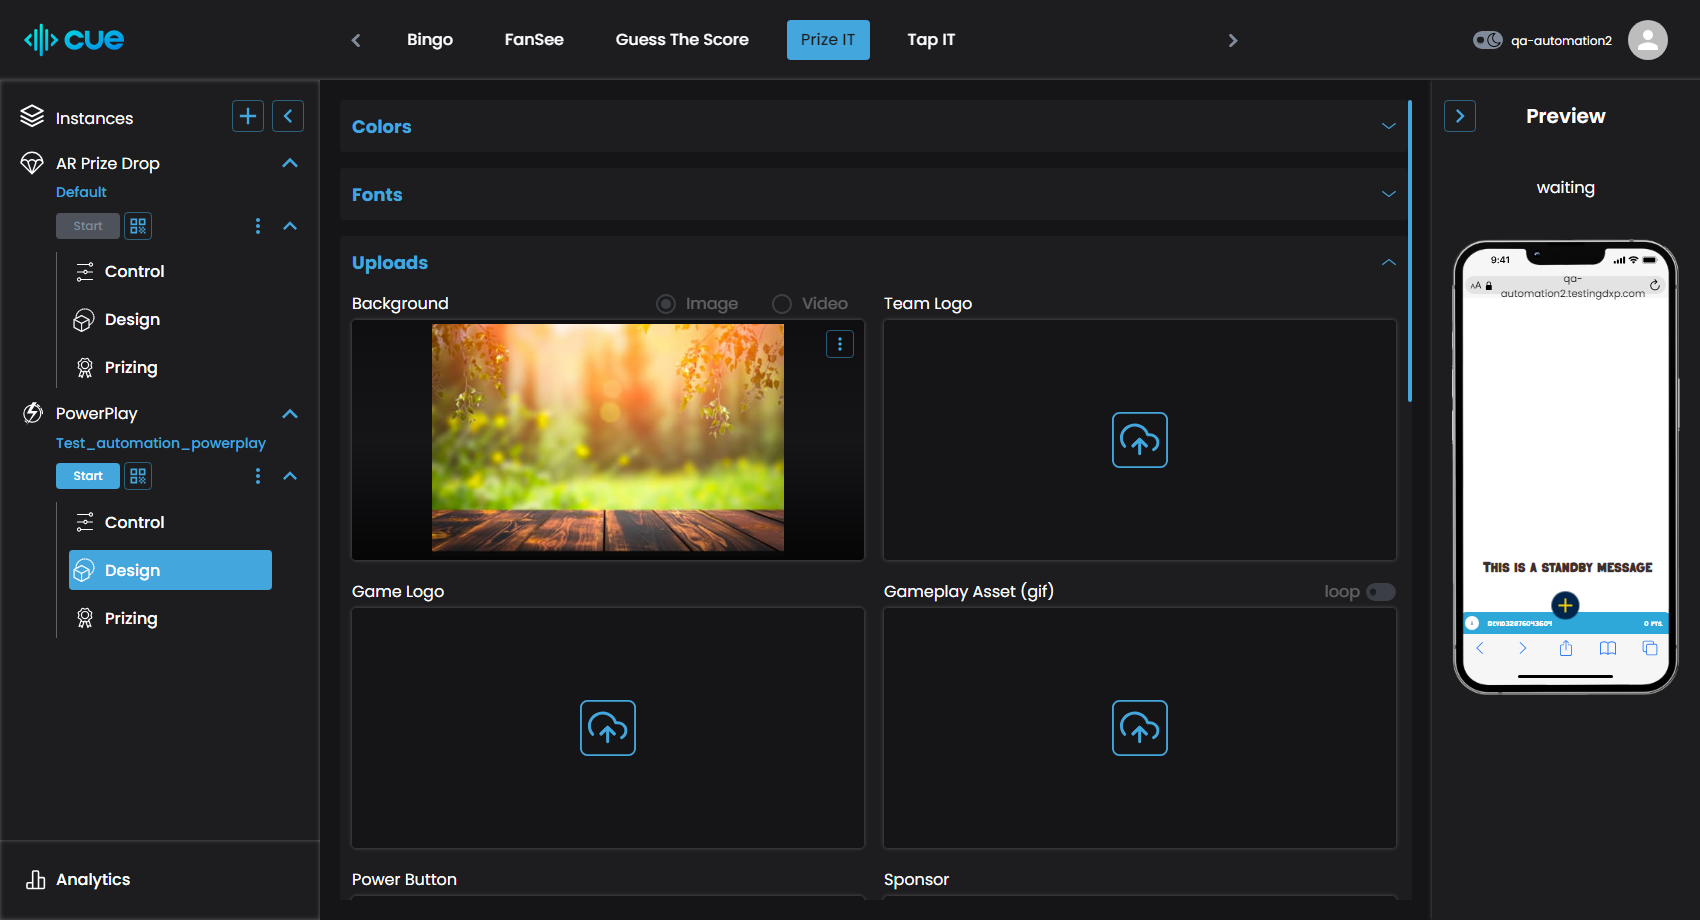 cue
Bingo
FanSee
Guess The Score
Prize IT
Tap IT
qa-automation2
Instances
AR Prize Drop
Default
Start
Control
Design
Prizing
PowerPlay
Test_automation_powerplay
Start
Control
Design
Prizing
Analytics
Colors
Fonts
Uploads
Background
Image
Video
Team Logo
Game Logo
Gameplay Asset (gif)
loop
Power Button
Sponsor
Preview
waiting
9:41
AA
qa-
automation2.testingdxp.com
This is a standby message
0 PTS.